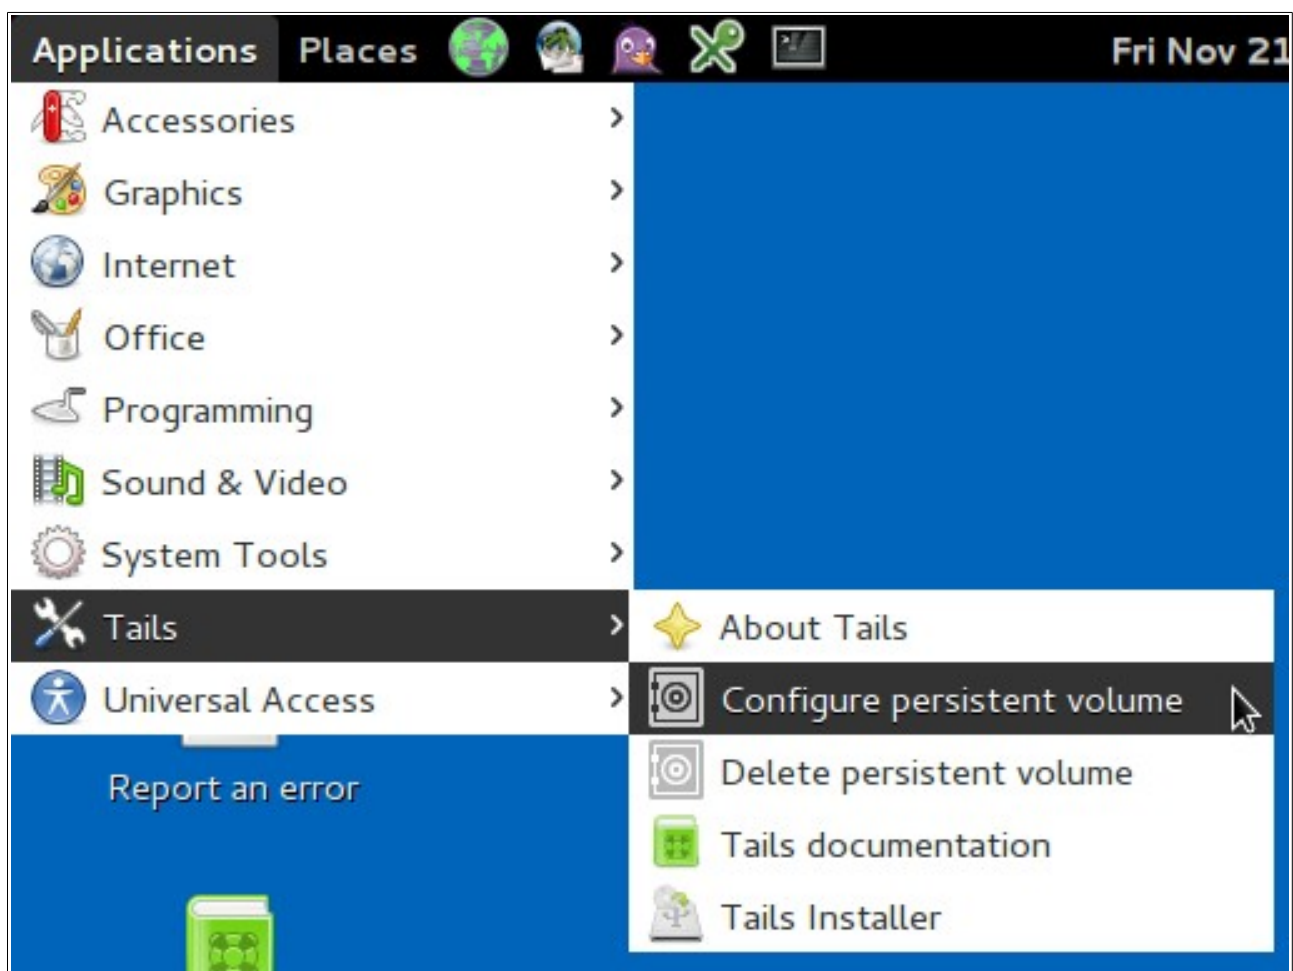 Applications Places Fri Nov 21
Accessories
Graphics
Internet
Office
Programming
Sound & Video
System Tools
Tails
About Tails
Universal Access
Configure persistent volume
Report an error
Delete persistent volume
Tails documentation
Tails Installer